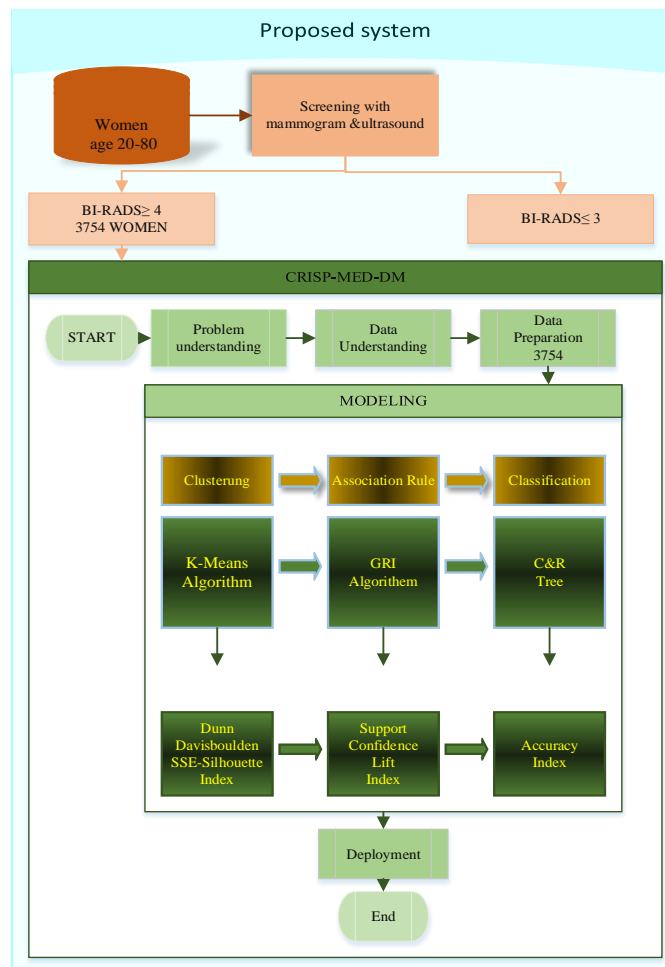 Proposed system
Women
age 20-80
Screening with
mammogram &ultrasound
BI-RADS≥ 4
3754 WOMEN
BI-RADS≤ 3
CRISP-MED-DM
START
Problem
understanding
Data
Understanding
Data
Preparation
3754
MODELING
Clusterung
Association Rule
Classification
K-Means
Algorithm
GRI
Algorithem
C&R
Tree
Dunn
Davisboulden
SSE-Silhouette
Index
Support
Confidence
Lift
Index
Accuracy
Index
Deployment
End